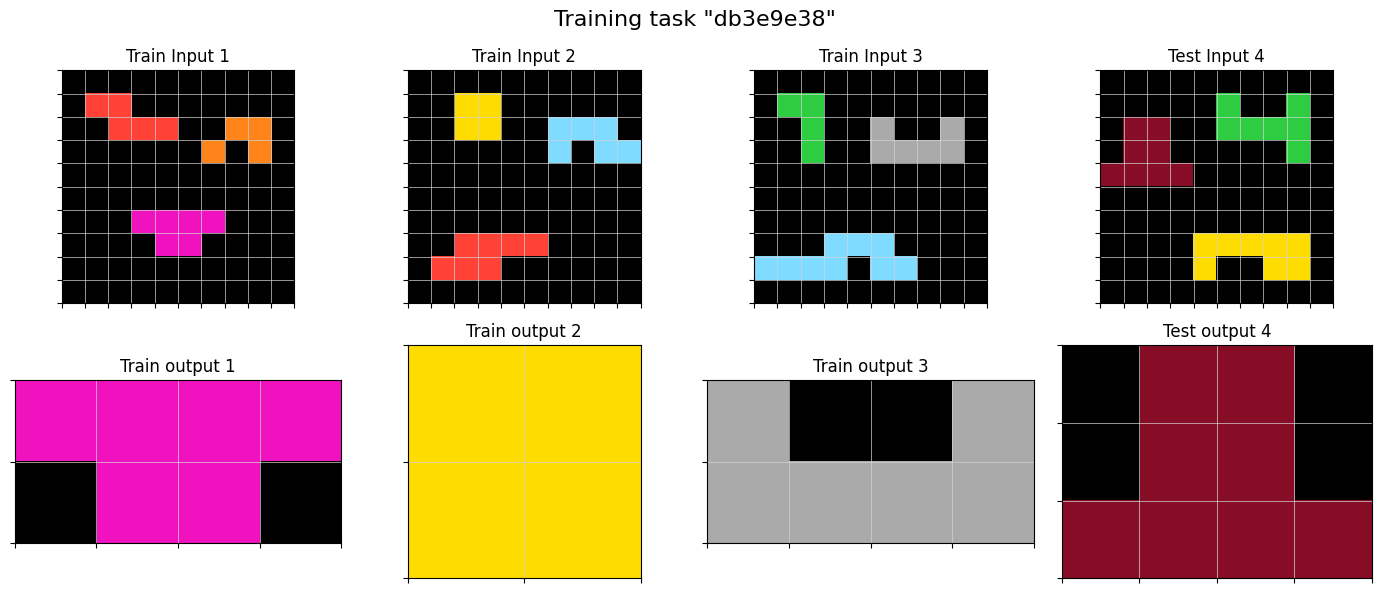 Training task "db3e9e38"
Train Input 1
Train Input 2
Train Input 3
Test Input 4
Train output 1
Train output 2
Train output 3
Test output 4